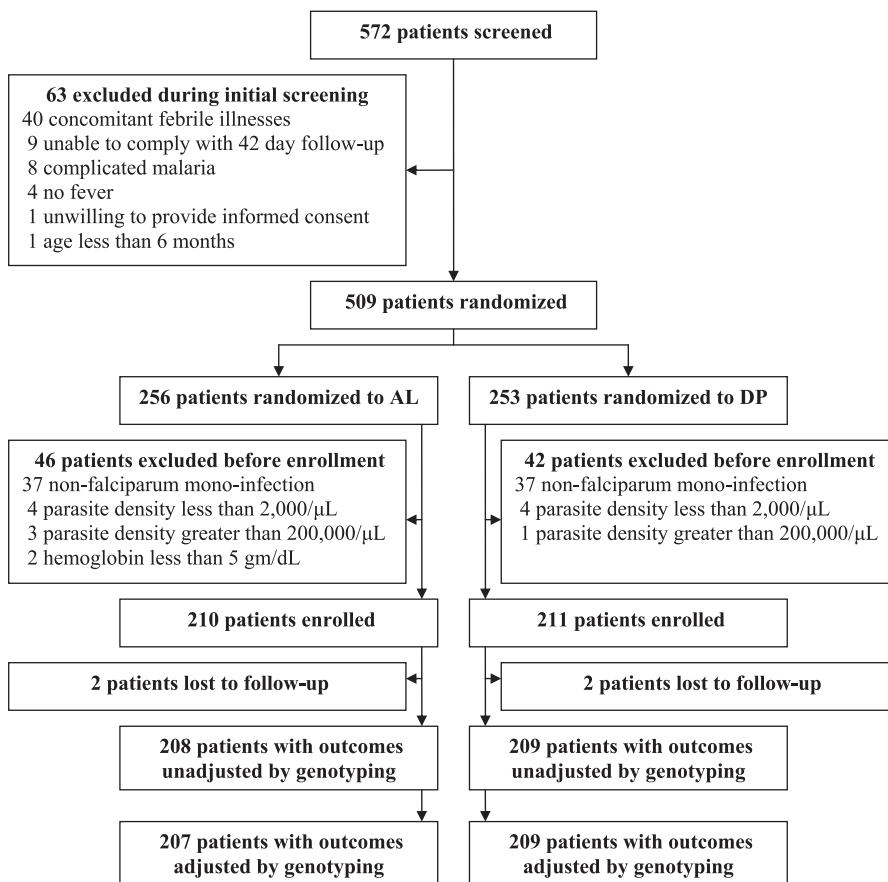 572 patients screened
63 excluded during initial screening
40 concomitant febrile illnesses
9 unable to comply with 42 day follow-up
8 complicated malaria
4 no fever
1 unwilling to provide informed consent
1 age less than 6 months
509 patients randomized
256 patients randomized to AL
253 patients randomized to DP
46 patients excluded before enrollment
37 non-falciparum mono-infection
4 parasite density less than 2,000/μL
3 parasite density greater than 200,000/μL
2 hemoglobin less than 5 gm/dL
42 patients excluded before enrollment
37 non-falciparum mono-infection
4 parasite density less than 2,000/μL
1 parasite density greater than 200,000/μL
210 patients enrolled
211 patients enrolled
2 patients lost to follow-up
2 patients lost to follow-up
208 patients with outcomes
unadjusted by genotyping
209 patients with outcomes
unadjusted by genotyping
207 patients with outcomes
adjusted by genotyping
209 patients with outcomes
adjusted by genotyping